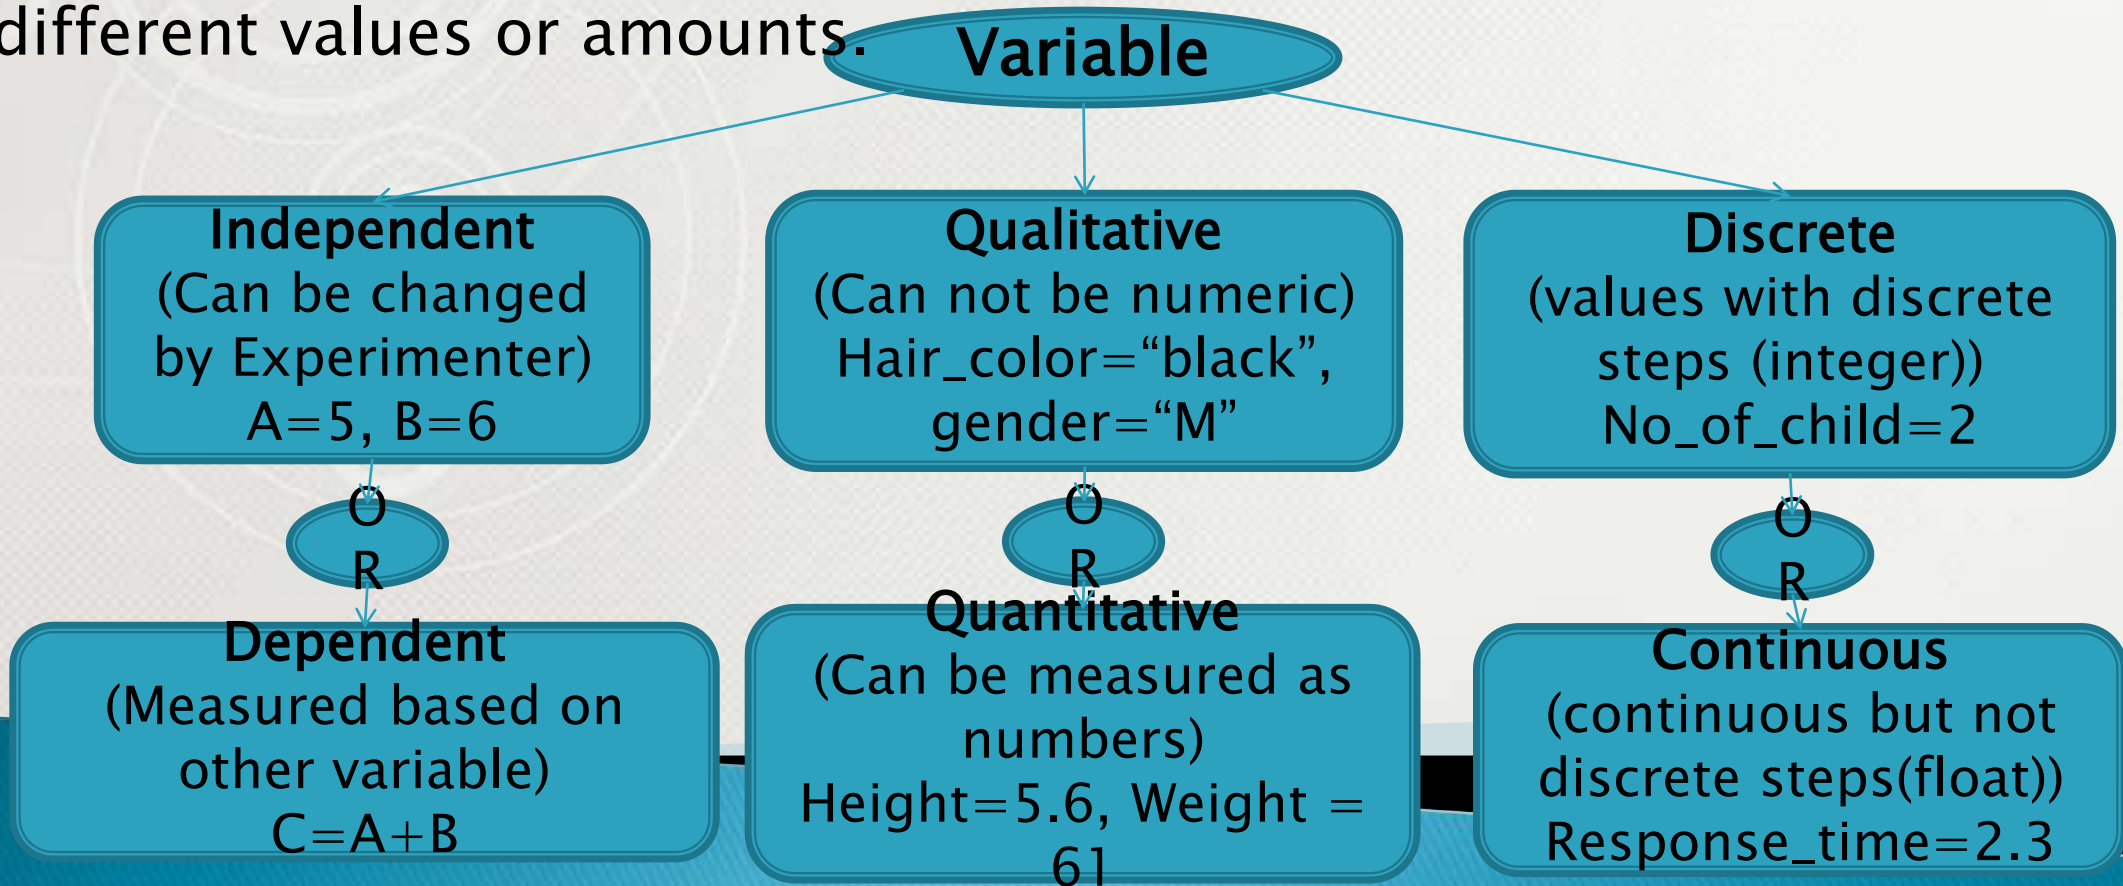 different values or amounts.
Variable
Independent
(Can be changed
by Experimenter)
A=5, B=6
O
R
Dependent
(Measured based on
other variable)
C=A+B
Qualitative
(Can not be numeric)
Hair_color=“black”,
gender=“M”
O
R
Quantitative
(Can be measured as
numbers)
Height=5.6, Weight =
61
Discrete
(values with discrete
steps (integer))
No_of_child=2
O
R
Continuous
(continuous but not
discrete steps(float))
Response_time=2.3